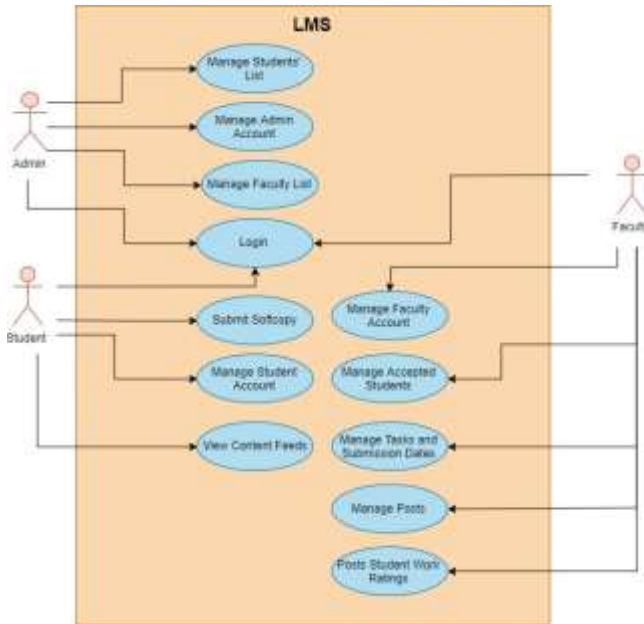 LMS
Manage Students'
List
Manage Admin
Account
Admin
Manage Faculty List
Login
Faculty
Student
Submit Softcopy
Manage Faculty
Account
Manage Student
Account
Manage Accepted
Students
View Content Feeds
Manage Tasks and
Submission Dates
Manage Posts
Posts Student Work
Ratings